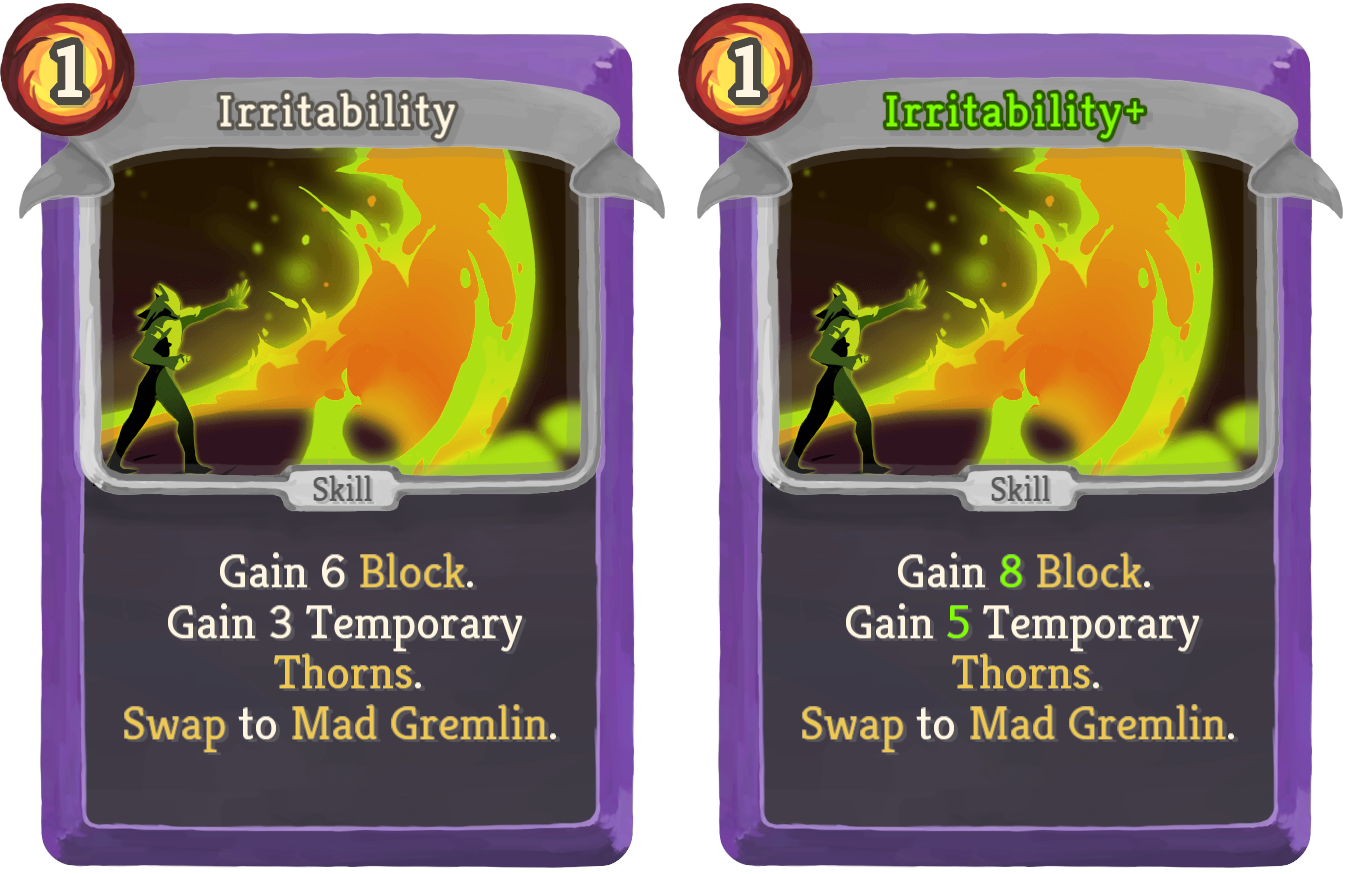 1
Irritability
Skill
Gain 6 Block.
Gain 3 Temporary
Thorns.
Swap to Mad Gremlin.
1
Irritability+
Skill
Gain 8 Block.
Gain 5 Temporary
Thorns.
Swap to Mad Gremlin.